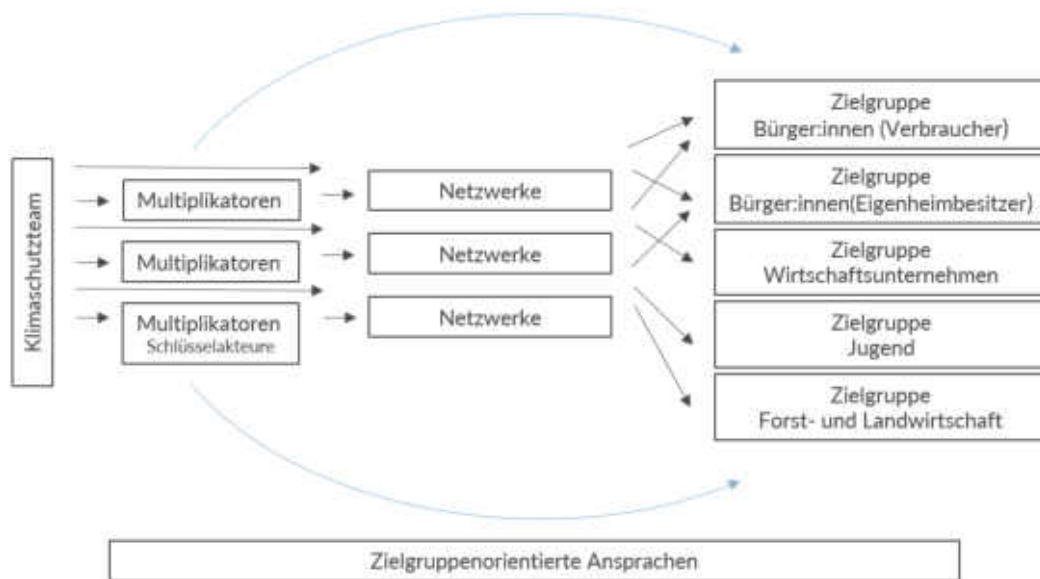 Klimaschutzteam
Multiplikatoren
Multiplikatoren
Multiplikatoren
Schlüsselakteure
Netzwerke
Netzwerke
Netzwerke
Zielgruppe
Bürger:innen (Verbraucher)
Zielgruppe
Bürger:innen(Eigenheimbesitzer)
Zielgruppe
Wirtschaftsunternehmen
Zielgruppe
Jugend
Zielgruppe
Forst- und Landwirtschaft
Zielgruppenorientierte Ansprachen